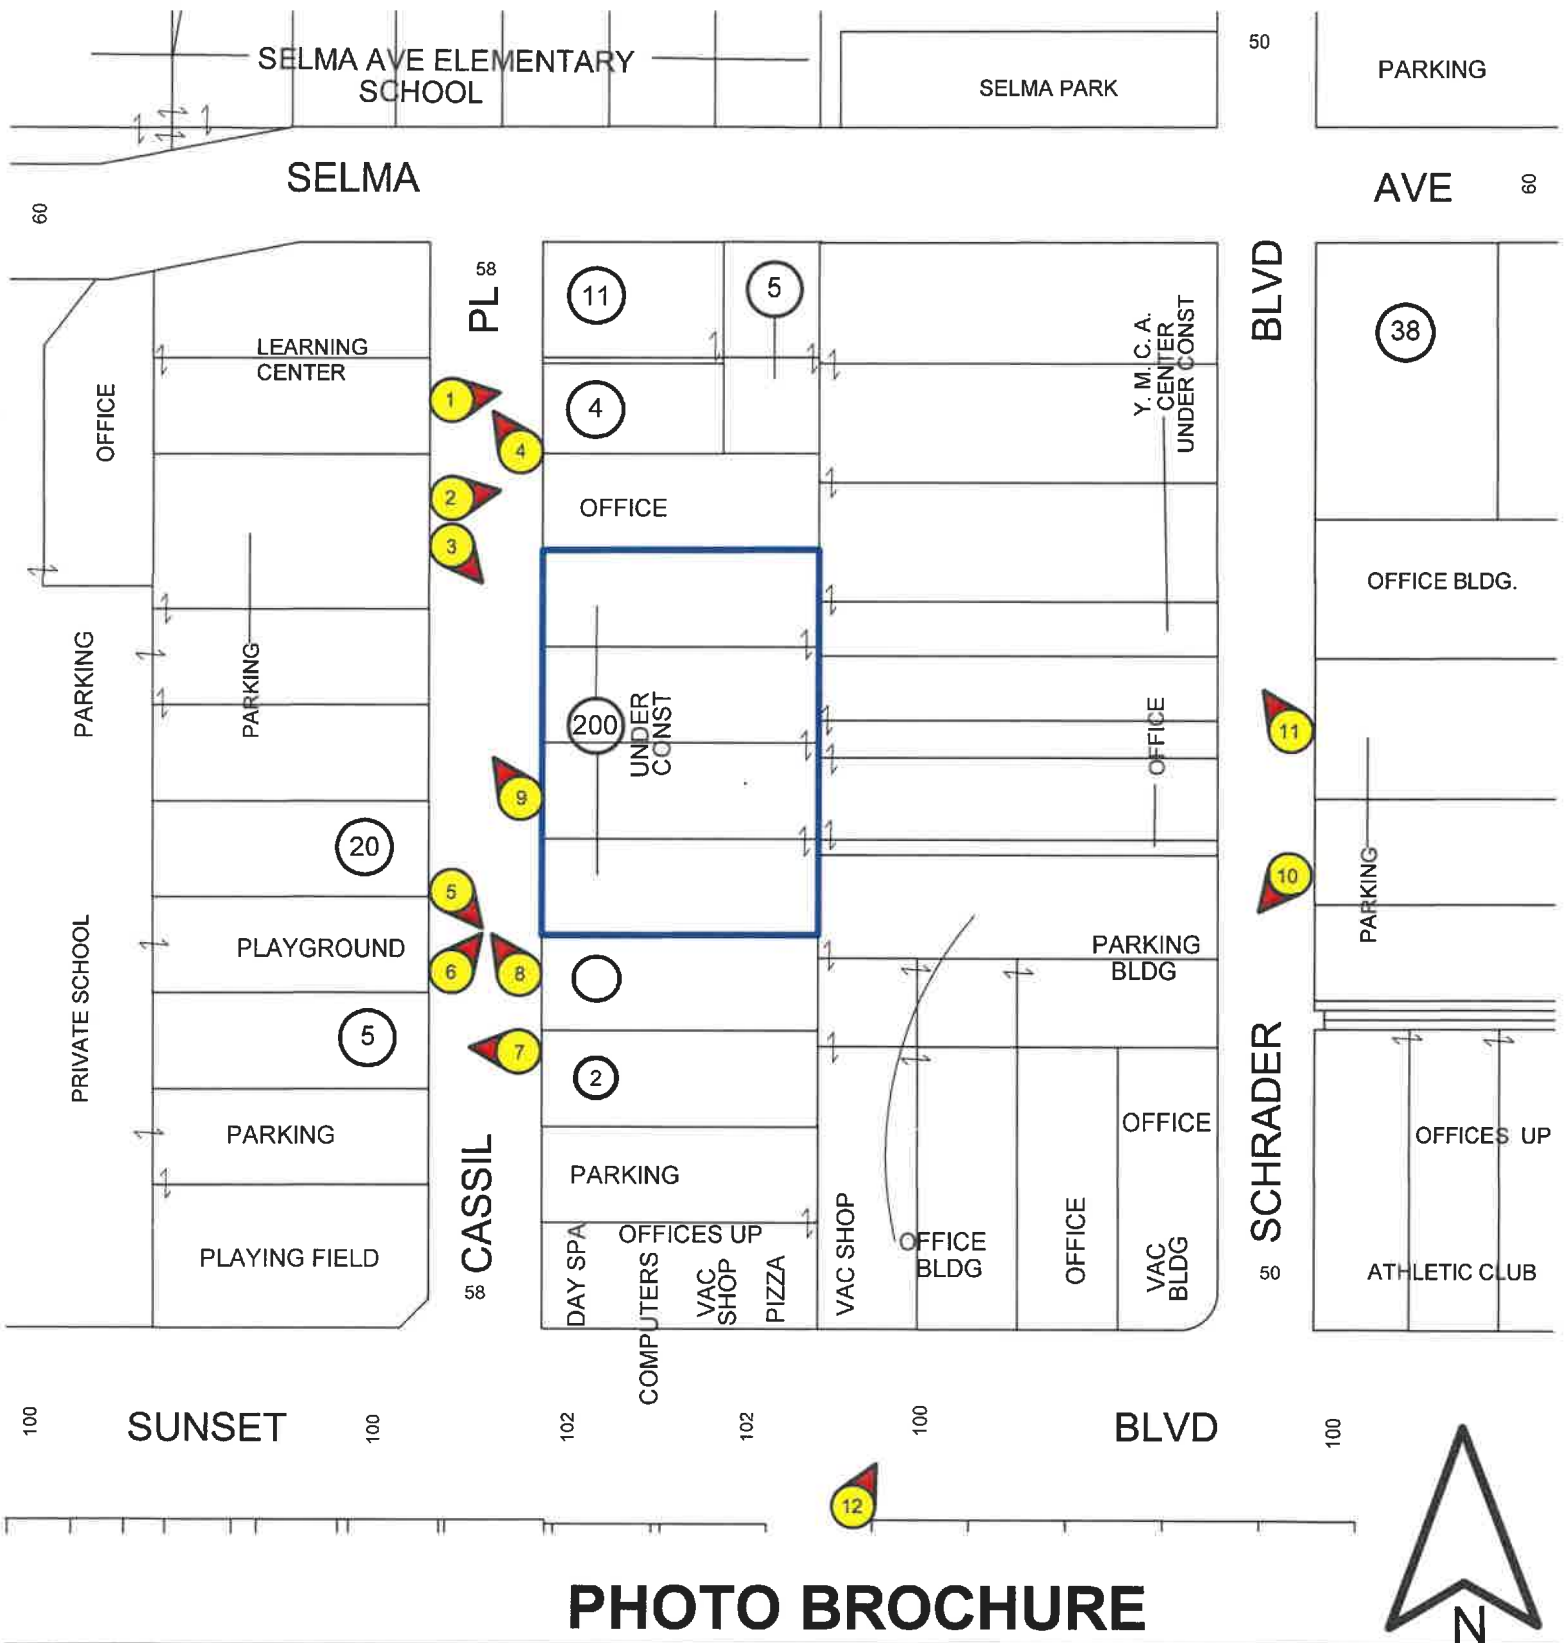 SELMA AVE ELEMENTARY
SCHOOL
SELMA PARK
50
PARKING
SELMA
AVE
60
60
PL
58
11
5
BLVD
38
LEARNING
CENTER
OFFICE
1
4
4
Y. M. C. A.
CENTER
UNDER CONST
2
3
OFFICE
OFFICE BLDG.
PARKING
PARKING
200
UNDER
CONST
OFFICE
11
9
20
5
10
PARKING
PRIVATE SCHOOL
PLAYGROUND
6
8
PARKING
BLDG
5
7
2
PARKING
CASSIL
58
PARKING
PLAYING FIELD
OFFICES UP
DAY SPA
COMPUTERS
VAC
SHOP
PIZZA
VAC SHOP
OFFICE
BLDG
OFFICE
OFFICE
VAC
BLDG
SCHRADER
50
OFFICES UP
ATHLETIC CLUB
100
SUNSET
100
102
102
100
BLVD
100
12
PHOTO BROCHURE
N